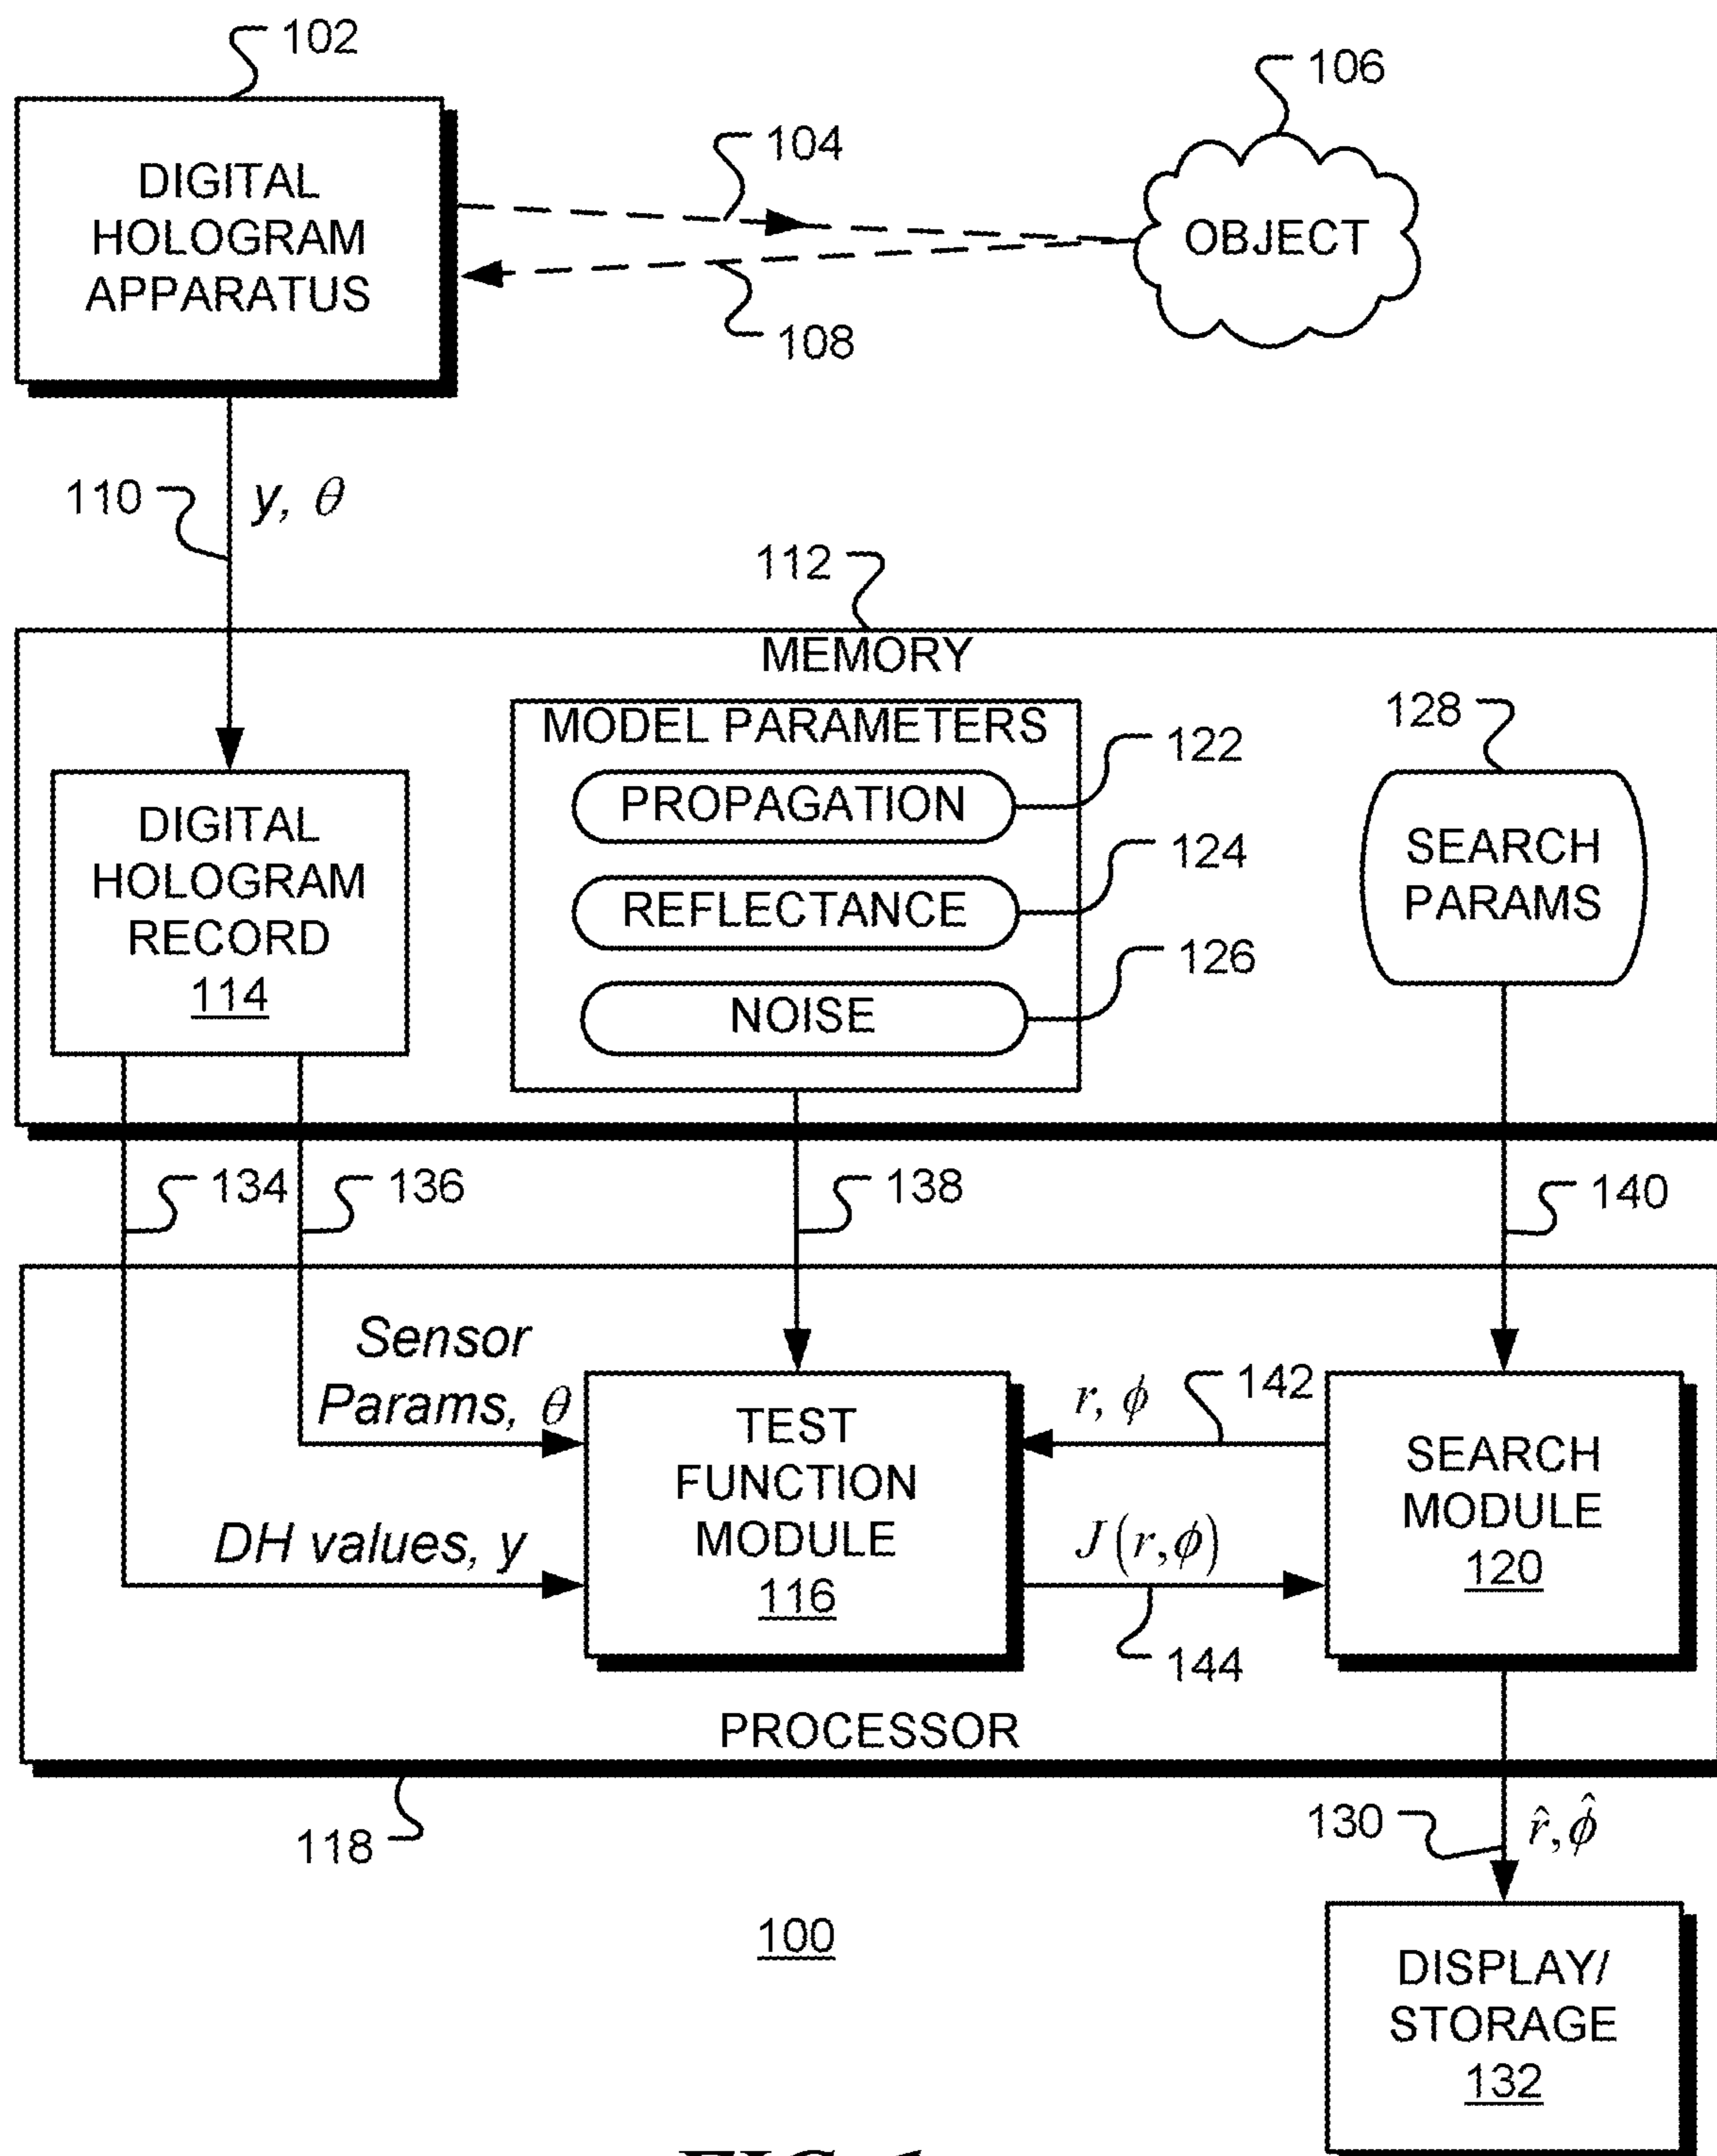 102
DIGITAL
HOLOGRAM
APPARATUS
104
106
OBJECT
108
110
y, θ
112
MEMORY
MODEL PARAMETERS
PROPAGATION
122
REFLECTANCE
124
NOISE
126
128
SEARCH
PARAMS
DIGITAL
HOLOGRAM
RECORD
114
134
136
138
140
Sensor
Params, θ
DH values, y
TEST
FUNCTION
MODULE
116
r, ϕ
142
J(r,ϕ)
144
SEARCH
MODULE
120
PROCESSOR
118
130
r̂,ϕ̂
100
DISPLAY/
STORAGE
132